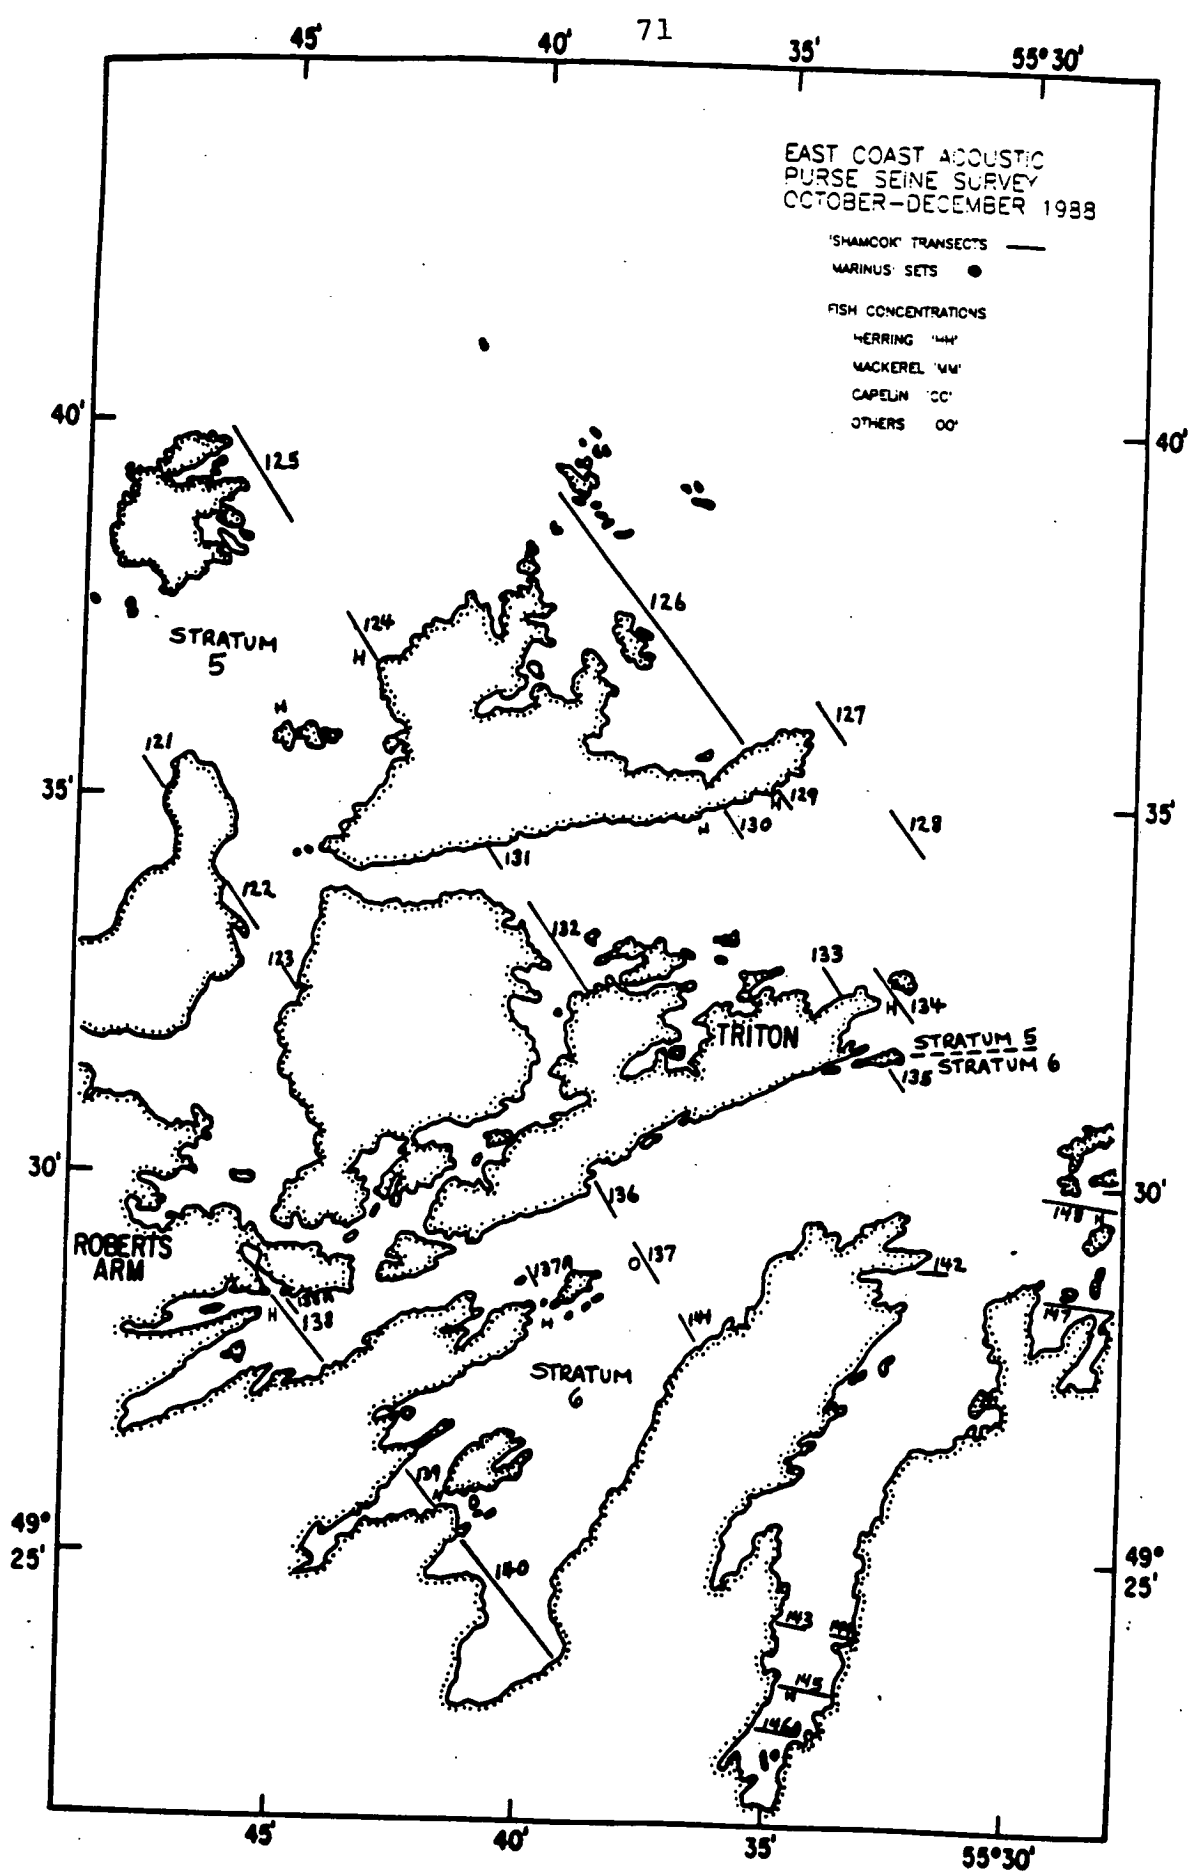 71
45'
40'
35'
55°30'
EAST COAST ACOUSTIC
PURSE SEINE SURVEY
OCTOBER-DECEMBER 1988
'SHAMOOK' TRANSECTS
MARINUS' SETS
FISH CONCENTRATIONS
HERRING 'HH'
MACKEREL 'MM'
CAPELIN 'CC'
OTHERS OO'
40'
40'
125
126
124
H
STRATUM
5
H
127
121
35'
35'
129
H
130
H
128
131
122
132
123
133
134
H
TRITON
STRATUM 5
STRATUM 6
135
30'
30'
136
148
H
ROBERTS
ARM
137A
O 137
142
138A
H
138
H
141
147
STRATUM
6
139
H
O
49°
25'
49°
25'
140
143
145
H
146A
45'
40'
35'
55°30'